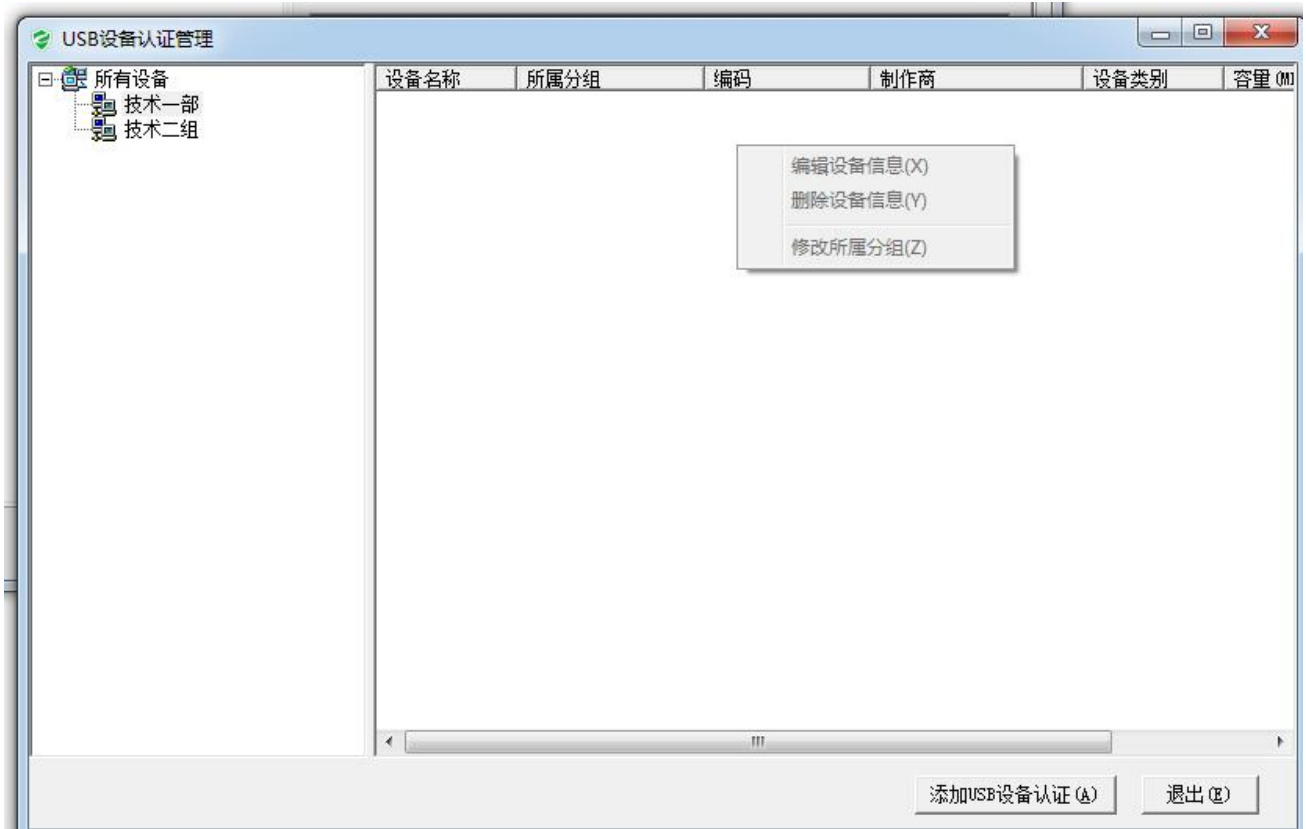 USB设备认证管理
所有设备
技术一部
技术二组
设备名称 所属分组 编码 制作商 设备类别 容量(M
编辑设备信息(X)
删除设备信息(Y)
修改所属分组(Z)
添加USB设备认证(A) 退出(E)